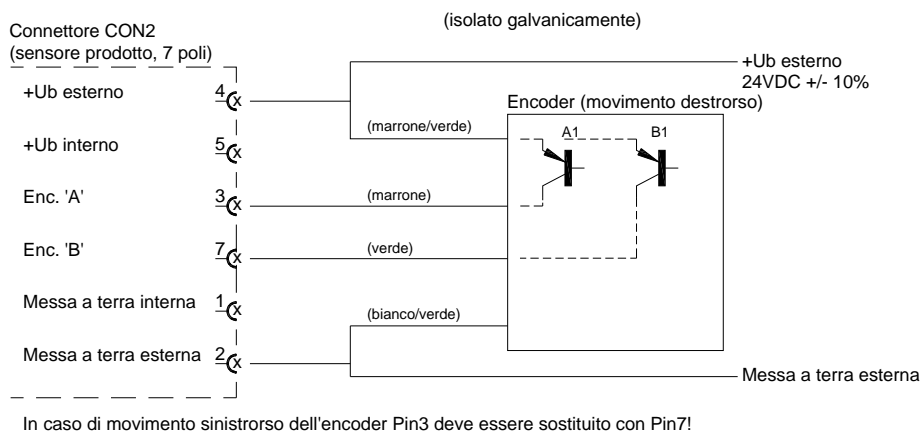 (isolato galvanicamente)
Connettore CON2
(sensore prodotto, 7 poli)
+Ub esterno
24VDC +/- 10%
+Ub esterno
4
x
Encoder (movimento destrorso)
(marrone/verde)
A1
B1
+Ub interno
5
x
Enc. 'A'
3
x
(marrone)
Enc. 'B'
7
x
(verde)
Messa a terra interna
1
x
(bianco/verde)
Messa a terra esterna
2
x
Messa a terra esterna
In caso di movimento sinistrorso dell'encoder Pin3 deve essere sostituito con Pin7!